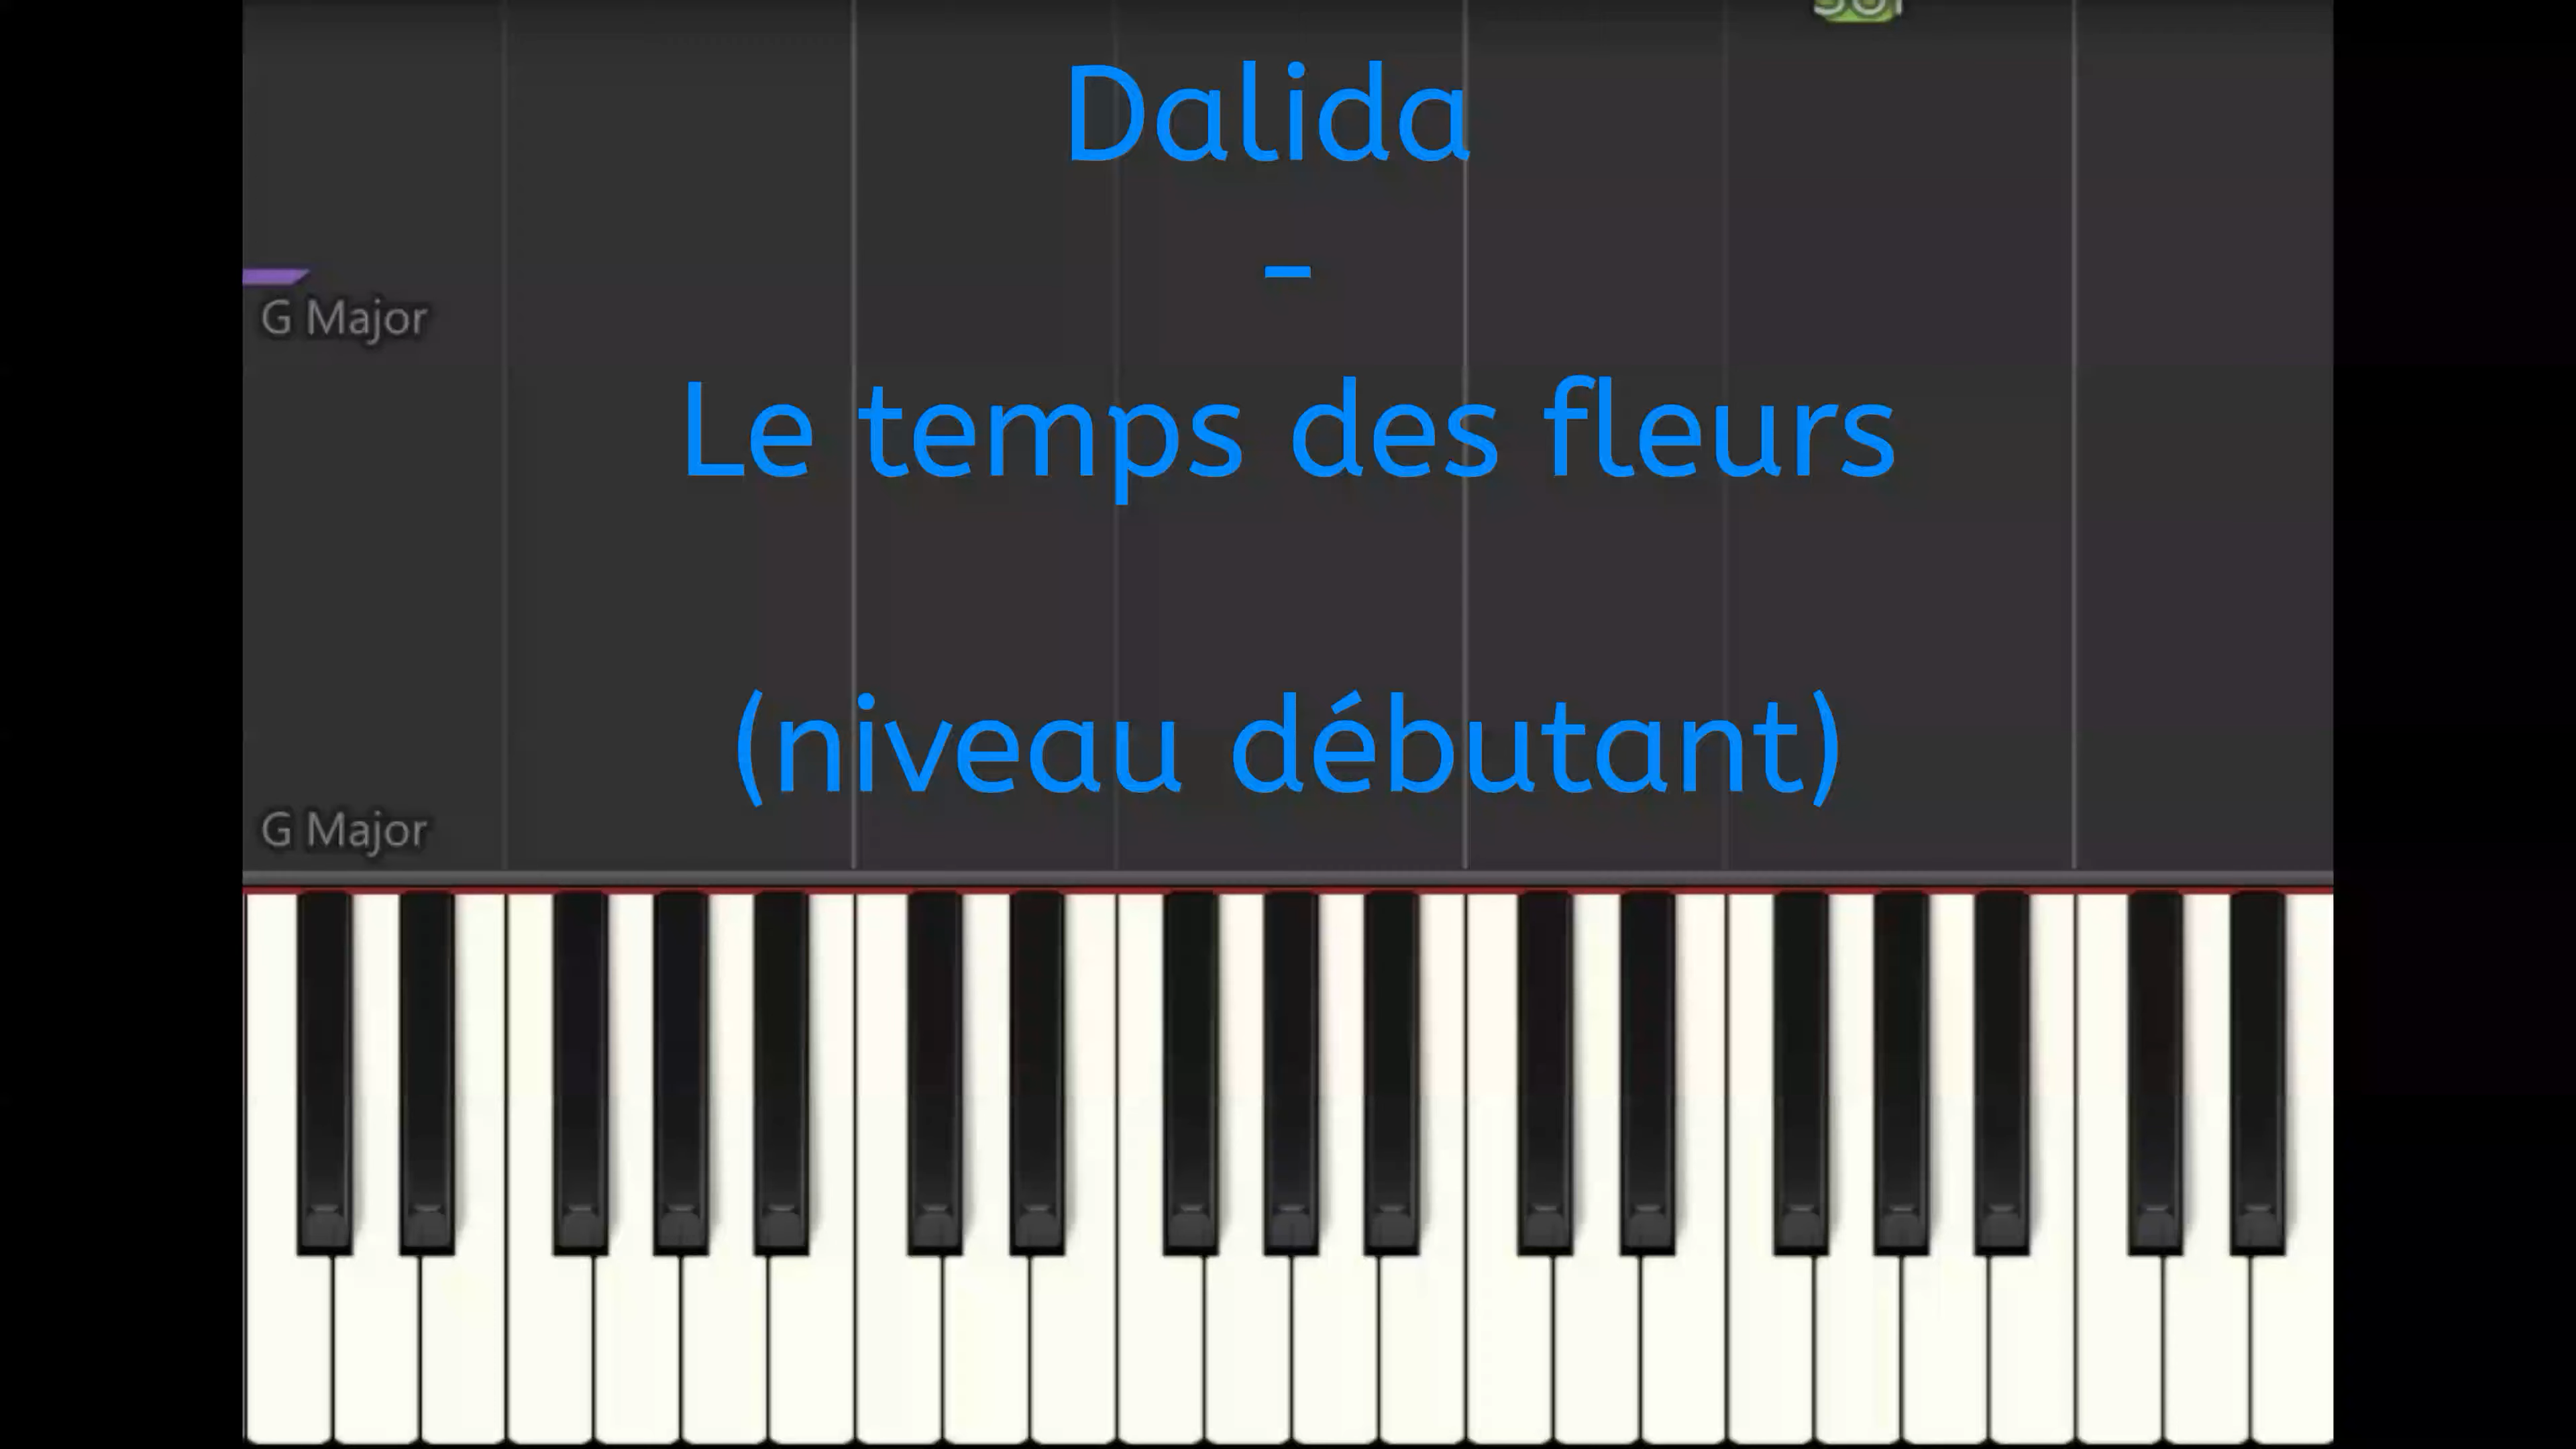 Dalida
-
G Major
Le temps des fleurs
(niveau débutant)
G Major